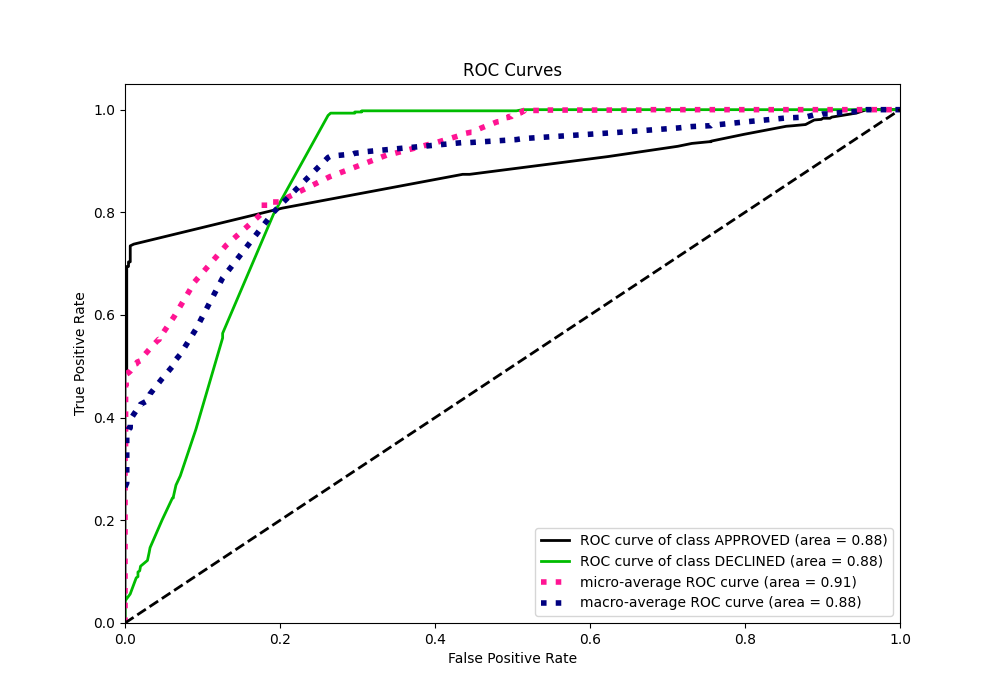 ROC Curves
True Positive Rate
1.0
0.8
0.6
0.4
0.2
0.0
0.0 0.2 0.4 0.6 0.8 1.0
False Positive Rate
ROC curve of class APPROVED (area = 0.88)
ROC curve of class DECLINED (area = 0.88)
micro-average ROC curve (area = 0.91)
macro-average ROC curve (area = 0.88)